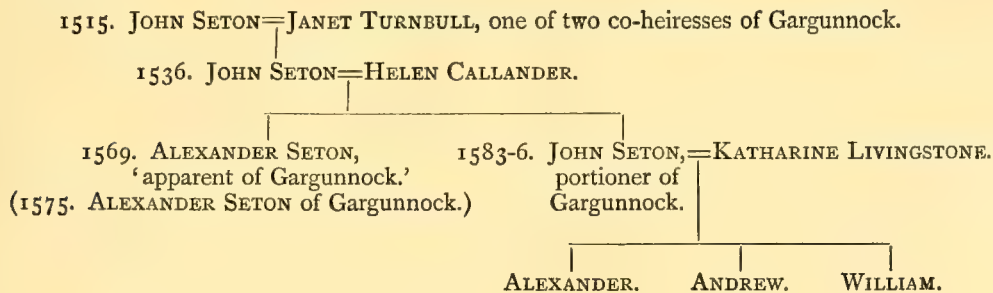 1515. JOHN SETON=JANET TURNBULL, one of two co-heiresses of Gargunnock.
1536. JOHN SETON=HELEN CALLANDER.
1569. ALEXANDER SETON, 1583-6. JOHN SETON,=KATHARINE LIVINGSTONE.
'apparent of Gargunnock.' portioner of
(1575. ALEXANDER SETON of Gargunnock.) Gargunnock.
ALEXANDER. ANDREW. WILLIAM.